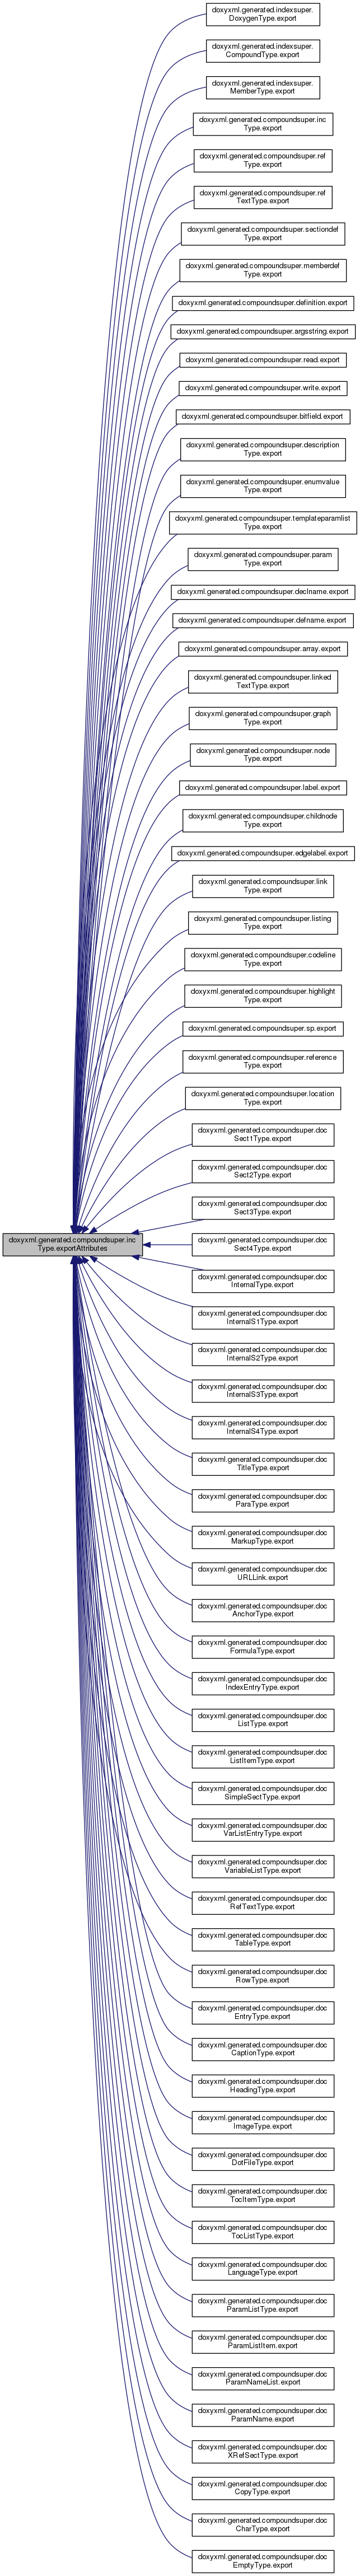 doxyxml.generated.indexsuper.
DoxygenType.export
doxyxml.generated.indexsuper.
CompoundType.export
doxyxml.generated.indexsuper.
MemberType.export
doxyxml.generated.compoundsuper.inc
Type.export
doxyxml.generated.compoundsuper.ref
Type.export
doxyxml.generated.compoundsuper.ref
TextType.export
doxyxml.generated.compoundsuper.sectiondef
Type.export
doxyxml.generated.compoundsuper.memberdef
Type.export
doxyxml.generated.compoundsuper.definition.export
doxyxml.generated.compoundsuper.argsstring.export
doxyxml.generated.compoundsuper.read.export
doxyxml.generated.compoundsuper.write.export
doxyxml.generated.compoundsuper.bitfield.export
doxyxml.generated.compoundsuper.description
Type.export
doxyxml.generated.compoundsuper.enumvalue
Type.export
doxyxml.generated.compoundsuper.templateparamlist
Type.export
doxyxml.generated.compoundsuper.param
Type.export
doxyxml.generated.compoundsuper.declname.export
doxyxml.generated.compoundsuper.defname.export
doxyxml.generated.compoundsuper.array.export
doxyxml.generated.compoundsuper.linked
TextType.export
doxyxml.generated.compoundsuper.graph
Type.export
doxyxml.generated.compoundsuper.node
Type.export
doxyxml.generated.compoundsuper.label.export
doxyxml.generated.compoundsuper.childnode
Type.export
doxyxml.generated.compoundsuper.edgelabel.export
doxyxml.generated.compoundsuper.link
Type.export
doxyxml.generated.compoundsuper.listing
Type.export
doxyxml.generated.compoundsuper.codeline
Type.export
doxyxml.generated.compoundsuper.highlight
Type.export
doxyxml.generated.compoundsuper.sp.export
doxyxml.generated.compoundsuper.reference
Type.export
doxyxml.generated.compoundsuper.location
Type.export
doxyxml.generated.compoundsuper.doc
Sect1Type.export
doxyxml.generated.compoundsuper.doc
Sect2Type.export
doxyxml.generated.compoundsuper.doc
Sect3Type.export
doxyxml.generated.compoundsuper.inc
Type.exportAttributes
doxyxml.generated.compoundsuper.doc
Sect4Type.export
doxyxml.generated.compoundsuper.doc
InternalType.export
doxyxml.generated.compoundsuper.doc
InternalS1Type.export
doxyxml.generated.compoundsuper.doc
InternalS2Type.export
doxyxml.generated.compoundsuper.doc
InternalS3Type.export
doxyxml.generated.compoundsuper.doc
InternalS4Type.export
doxyxml.generated.compoundsuper.doc
TitleType.export
doxyxml.generated.compoundsuper.doc
ParaType.export
doxyxml.generated.compoundsuper.doc
MarkupType.export
doxyxml.generated.compoundsuper.doc
URLLink.export
doxyxml.generated.compoundsuper.doc
AnchorType.export
doxyxml.generated.compoundsuper.doc
FormulaType.export
doxyxml.generated.compoundsuper.doc
IndexEntryType.export
doxyxml.generated.compoundsuper.doc
ListType.export
doxyxml.generated.compoundsuper.doc
ListItemType.export
doxyxml.generated.compoundsuper.doc
SimpleSectType.export
doxyxml.generated.compoundsuper.doc
VarListEntryType.export
doxyxml.generated.compoundsuper.doc
VariableListType.export
doxyxml.generated.compoundsuper.doc
RefTextType.export
doxyxml.generated.compoundsuper.doc
TableType.export
doxyxml.generated.compoundsuper.doc
RowType.export
doxyxml.generated.compoundsuper.doc
EntryType.export
doxyxml.generated.compoundsuper.doc
CaptionType.export
doxyxml.generated.compoundsuper.doc
HeadingType.export
doxyxml.generated.compoundsuper.doc
ImageType.export
doxyxml.generated.compoundsuper.doc
DotFileType.export
doxyxml.generated.compoundsuper.doc
TocItemType.export
doxyxml.generated.compoundsuper.doc
TocListType.export
doxyxml.generated.compoundsuper.doc
LanguageType.export
doxyxml.generated.compoundsuper.doc
ParamListType.export
doxyxml.generated.compoundsuper.doc
ParamListItem.export
doxyxml.generated.compoundsuper.doc
ParamNameList.export
doxyxml.generated.compoundsuper.doc
ParamName.export
doxyxml.generated.compoundsuper.doc
XRefSectType.export
doxyxml.generated.compoundsuper.doc
CopyType.export
doxyxml.generated.compoundsuper.doc
CharType.export
doxyxml.generated.compoundsuper.doc
EmptyType.export